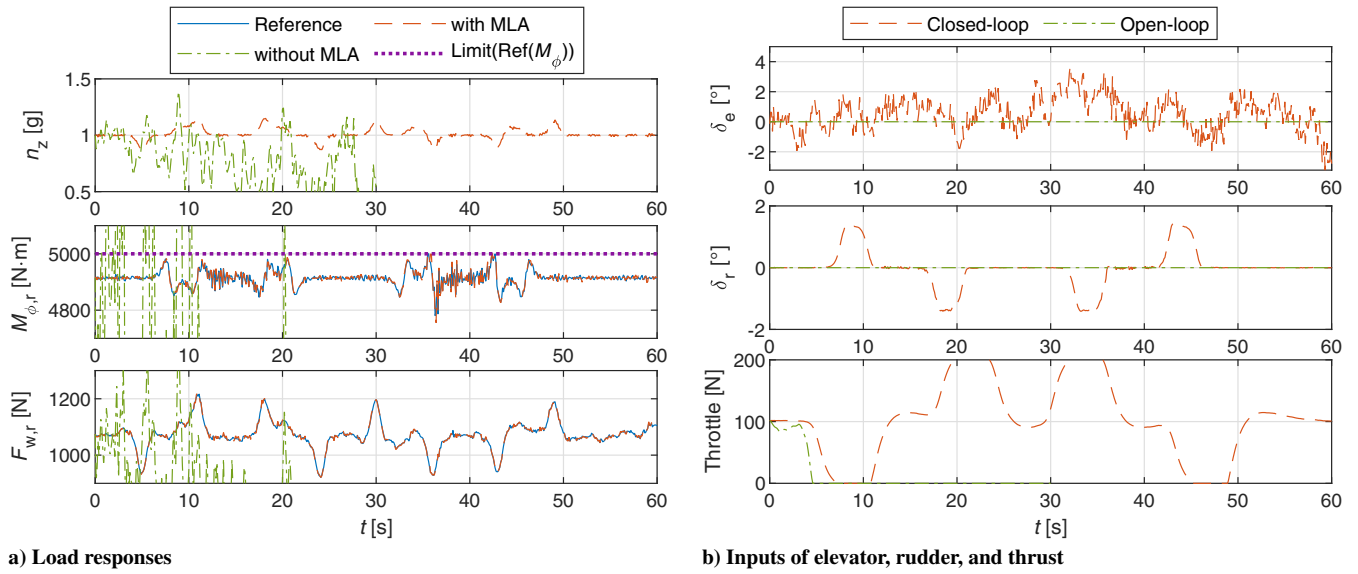 Reference
with MLA
without MLA
Limit(Ref(M_ϕ))
1.5
1
0.5
n_z [g]
0 10 20 30 40 50 60
5000
4800
M_ϕ,r [N·m]
0 10 20 30 40 50 60
1200
1000
F_w,r [N]
0 10 20 30 40 50 60
t [s]
a) Load responses
Closed-loop
Open-loop
4
2
0
-2
δ_e [°]
0 10 20 30 40 50 60
2
0
-2
δ_r [°]
0 10 20 30 40 50 60
200
100
0
Throttle [N]
0 10 20 30 40 50 60
t [s]
b) Inputs of elevator, rudder, and thrust